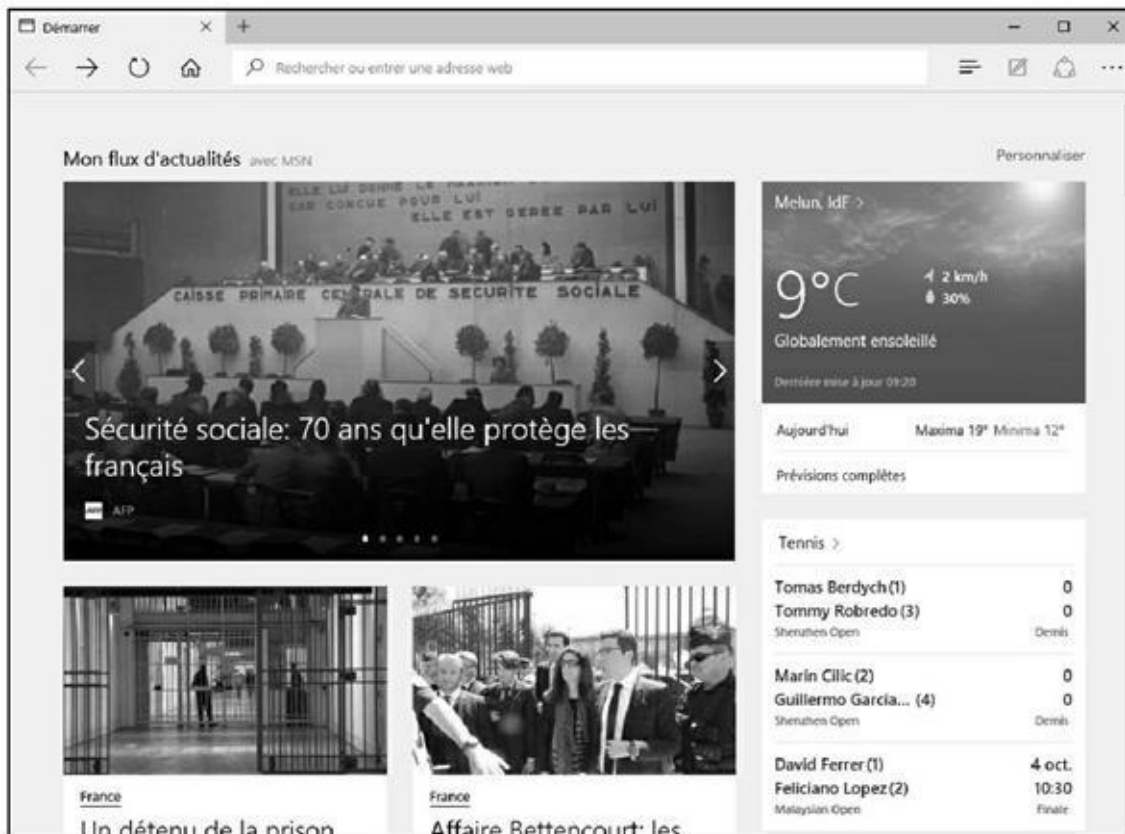 Démarrer
Rechercher ou entrer une adresse web
Mon flux d'actualités avec MSN
Personnaliser
ELLE LUI DONNE LE MAXIMUM DE
CAR CONCUE POUR LUI
ELLE EST GEREE PAR LUI
CAISSE PRIMAIRE CENTRALE DE SECURITE SOCIALE
Sécurité sociale: 70 ans qu'elle protège les
français
AFP AFP
Melun, IdF >
9°C
2 km/h
30%
Globalement ensoleillé
Dernière mise à jour 09:20
Aujourd'hui Maxima 19° Minima 12°
Prévisions complètes
Tennis >
Tomas Berdych (1) 0
Tommy Robredo (3) 0
Shenzhen Open Demis
Marin Cilic (2) 0
Guillermo Garcia... (4) 0
Shenzhen Open Demis
David Ferrer (1) 4 oct.
Feliciano Lopez (2) 10:30
Malaysian Open Finale
France
Un détenu de la prison
France
Affaire Bettencourt: les